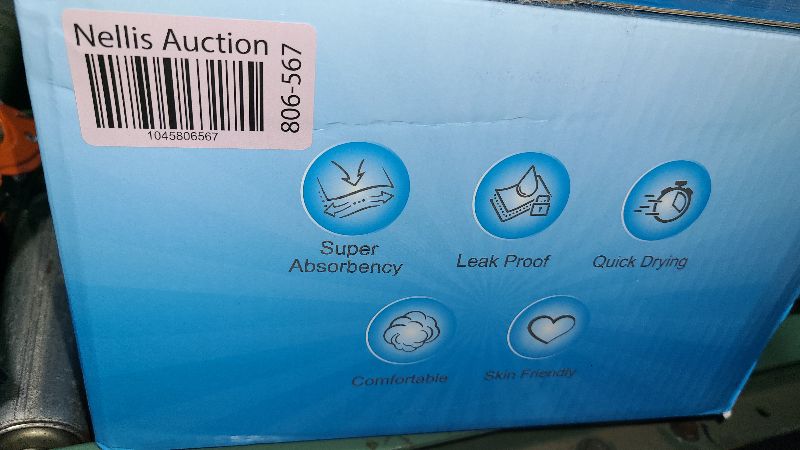 Nellis Auction
806-567
1045806567
Super
Absorbency
Leak Proof
Quick Drying
Comfortable
Skin Friendly